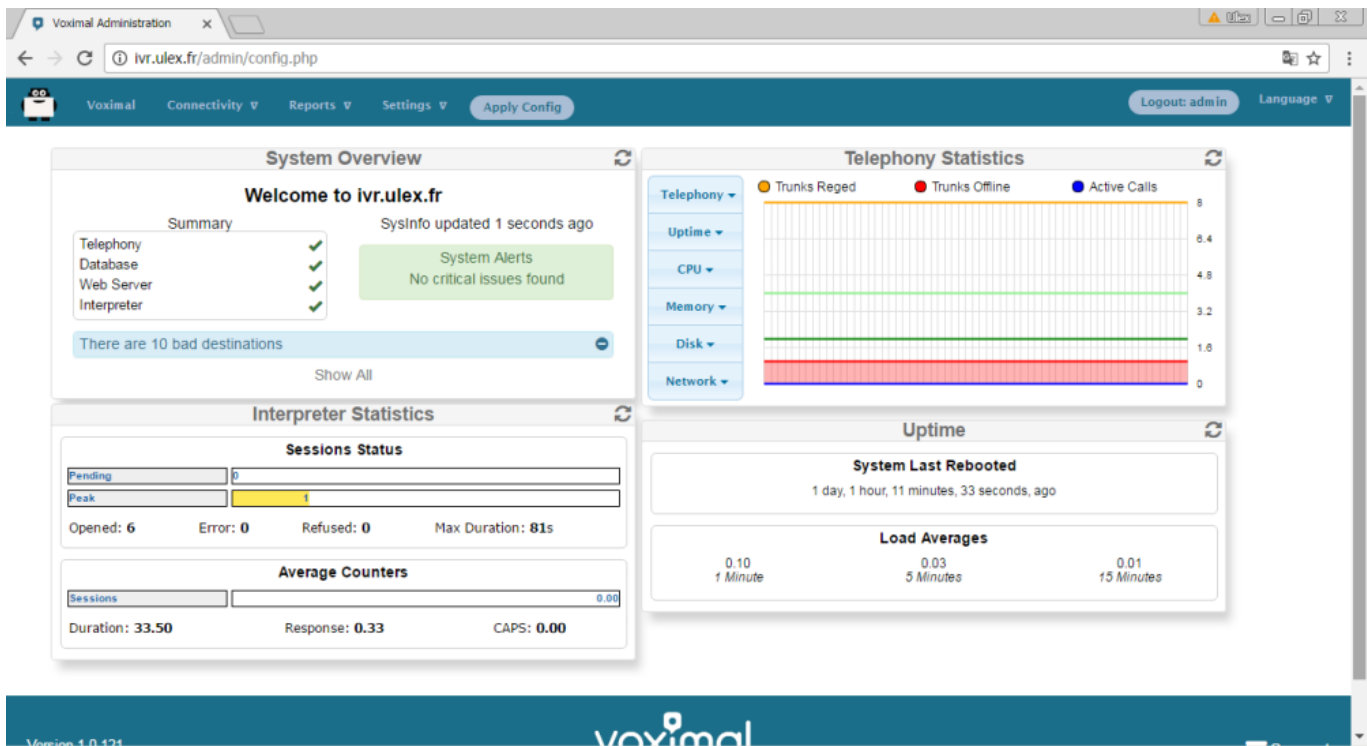 Voximal Administration
ivr.ulex.fr/admin/config.php
Voximal Connectivity Reports Settings Apply Config Logout: admin Language
System Overview
Welcome to ivr.ulex.fr
Summary
Telephony
Database
Web Server
Interpreter
SysInfo updated 1 seconds ago
System Alerts
No critical issues found
There are 10 bad destinations
Show All
Telephony Statistics
Telephony
Uptime
CPU
Memory
Disk
Network
Trunks Reged Trunks Offline Active Calls
8
6.4
4.8
3.2
1.6
0
Interpreter Statistics
Sessions Status
Pending 0
Peak 1
Opened: 6 Error: 0 Refused: 0 Max Duration: 81s
Average Counters
Sessions 0.00
Duration: 33.50 Response: 0.33 CAPS: 0.00
Uptime
System Last Rebooted
1 day, 1 hour, 11 minutes, 33 seconds, ago
Load Averages
0.10 0.03 0.01
1 Minute 5 Minutes 15 Minutes
Version 1.0.121
voximal